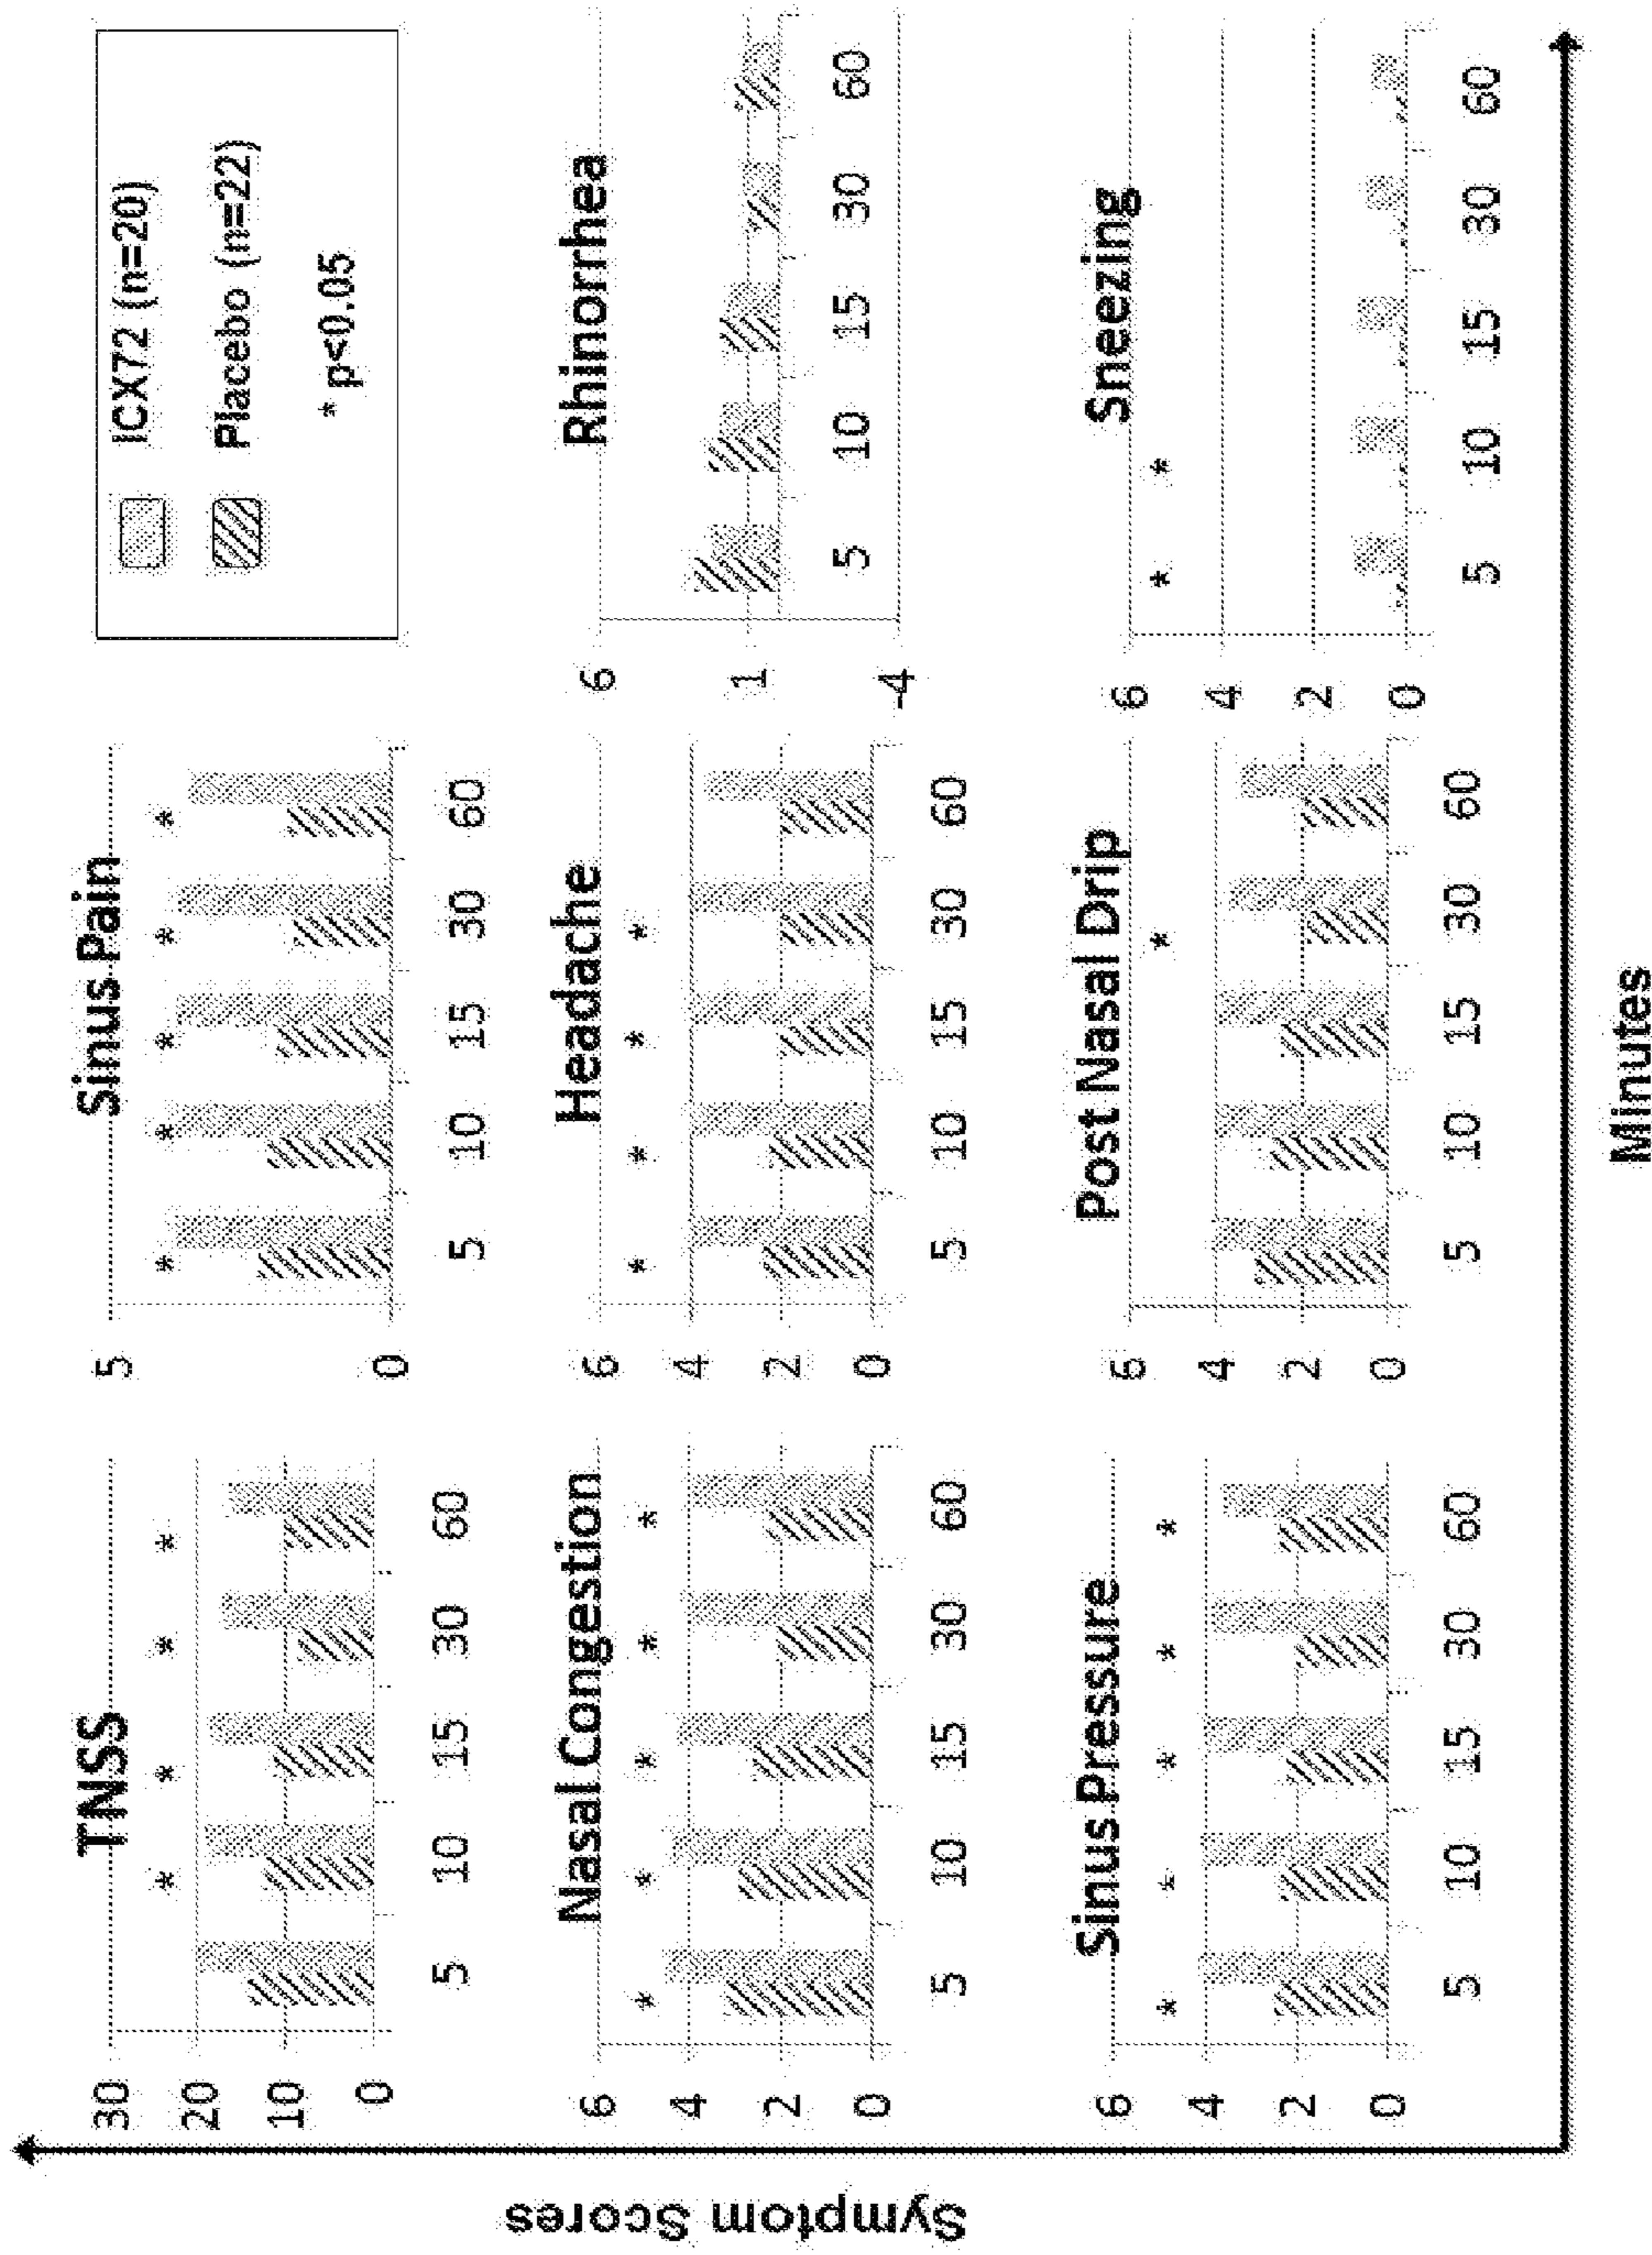 Symptom Scores
TNSS
30
20
10
0
* * * *
5 10 15 30 60
Sinus Pain
5
0
* * * * *
5 10 15 30 60
ICX72 (n=20)
Placebo (n=22)
* p<0.05
Nasal Congestion
6
4
2
0
* * * * *
5 10 15 30 60
Headache
6
4
2
0
* * * *
5 10 15 30 60
Rhinorrhea
6
1
-4
5 10 15 30 60
Sinus Pressure
6
4
2
0
* * * * *
5 10 15 30 60
Post Nasal Drip
6
4
2
0
*
5 10 15 30 60
Sneezing
6
4
2
0
* *
5 10 15 30 60
Minutes